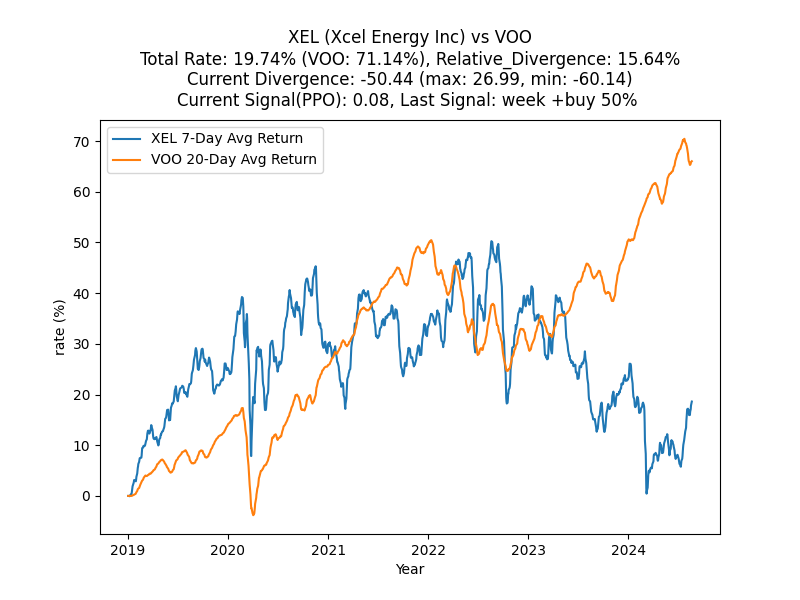 XEL (Xcel Energy Inc) vs VOO
Total Rate: 19.74% (VOO: 71.14%), Relative_Divergence: 15.64%
Current Divergence: -50.44 (max: 26.99, min: -60.14)
Current Signal(PPO): 0.08, Last Signal: week +buy 50%
XEL 7-Day Avg Return
VOO 20-Day Avg Return
70
60
50
40
30
20
10
0
rate (%)
2019 2020 2021 2022 2023 2024
Year